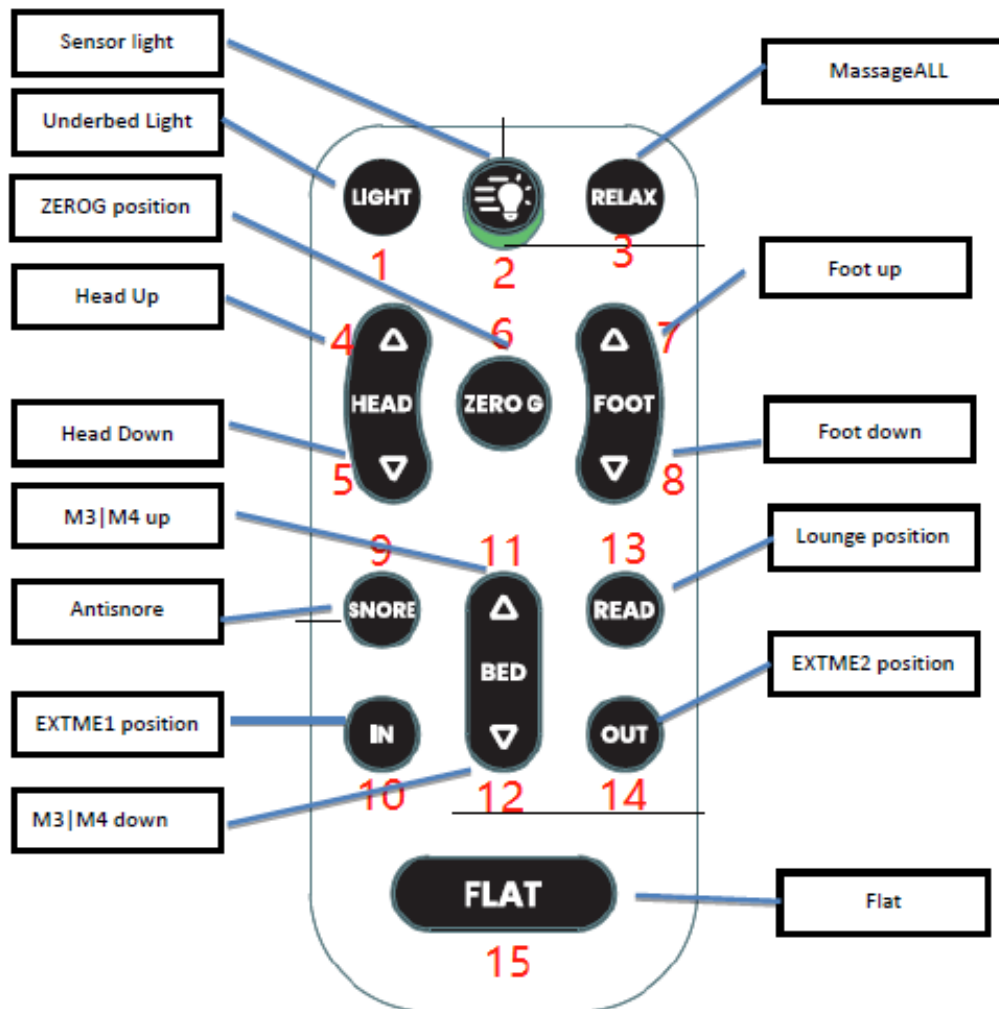 Sensor light
MassageALL
Underbed Light
LIGHT
RELAX
ZEROG position
1
2
3
Head Up
Foot up
4
6
7
HEAD
ZERO G
FOOT
Head Down
Foot down
5
8
M3|M4 up
Lounge position
9
11
13
Antisnore
SNORE
READ
BED
EXTME2 position
EXTME1 position
IN
OUT
10
12
14
M3|M4 down
FLAT
Flat
15